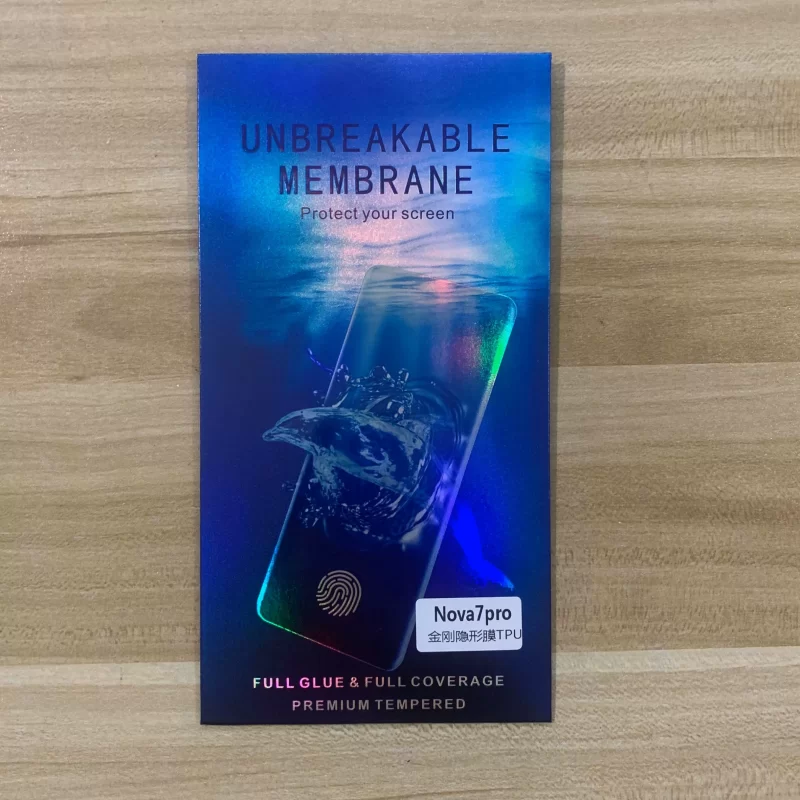 UNBREAKABLE
MEMBRANE
Protect your screen
Nova7pro
金刚隐形膜TPU
FULL GLUE & FULL COVERAGE
PREMIUM TEMPERED